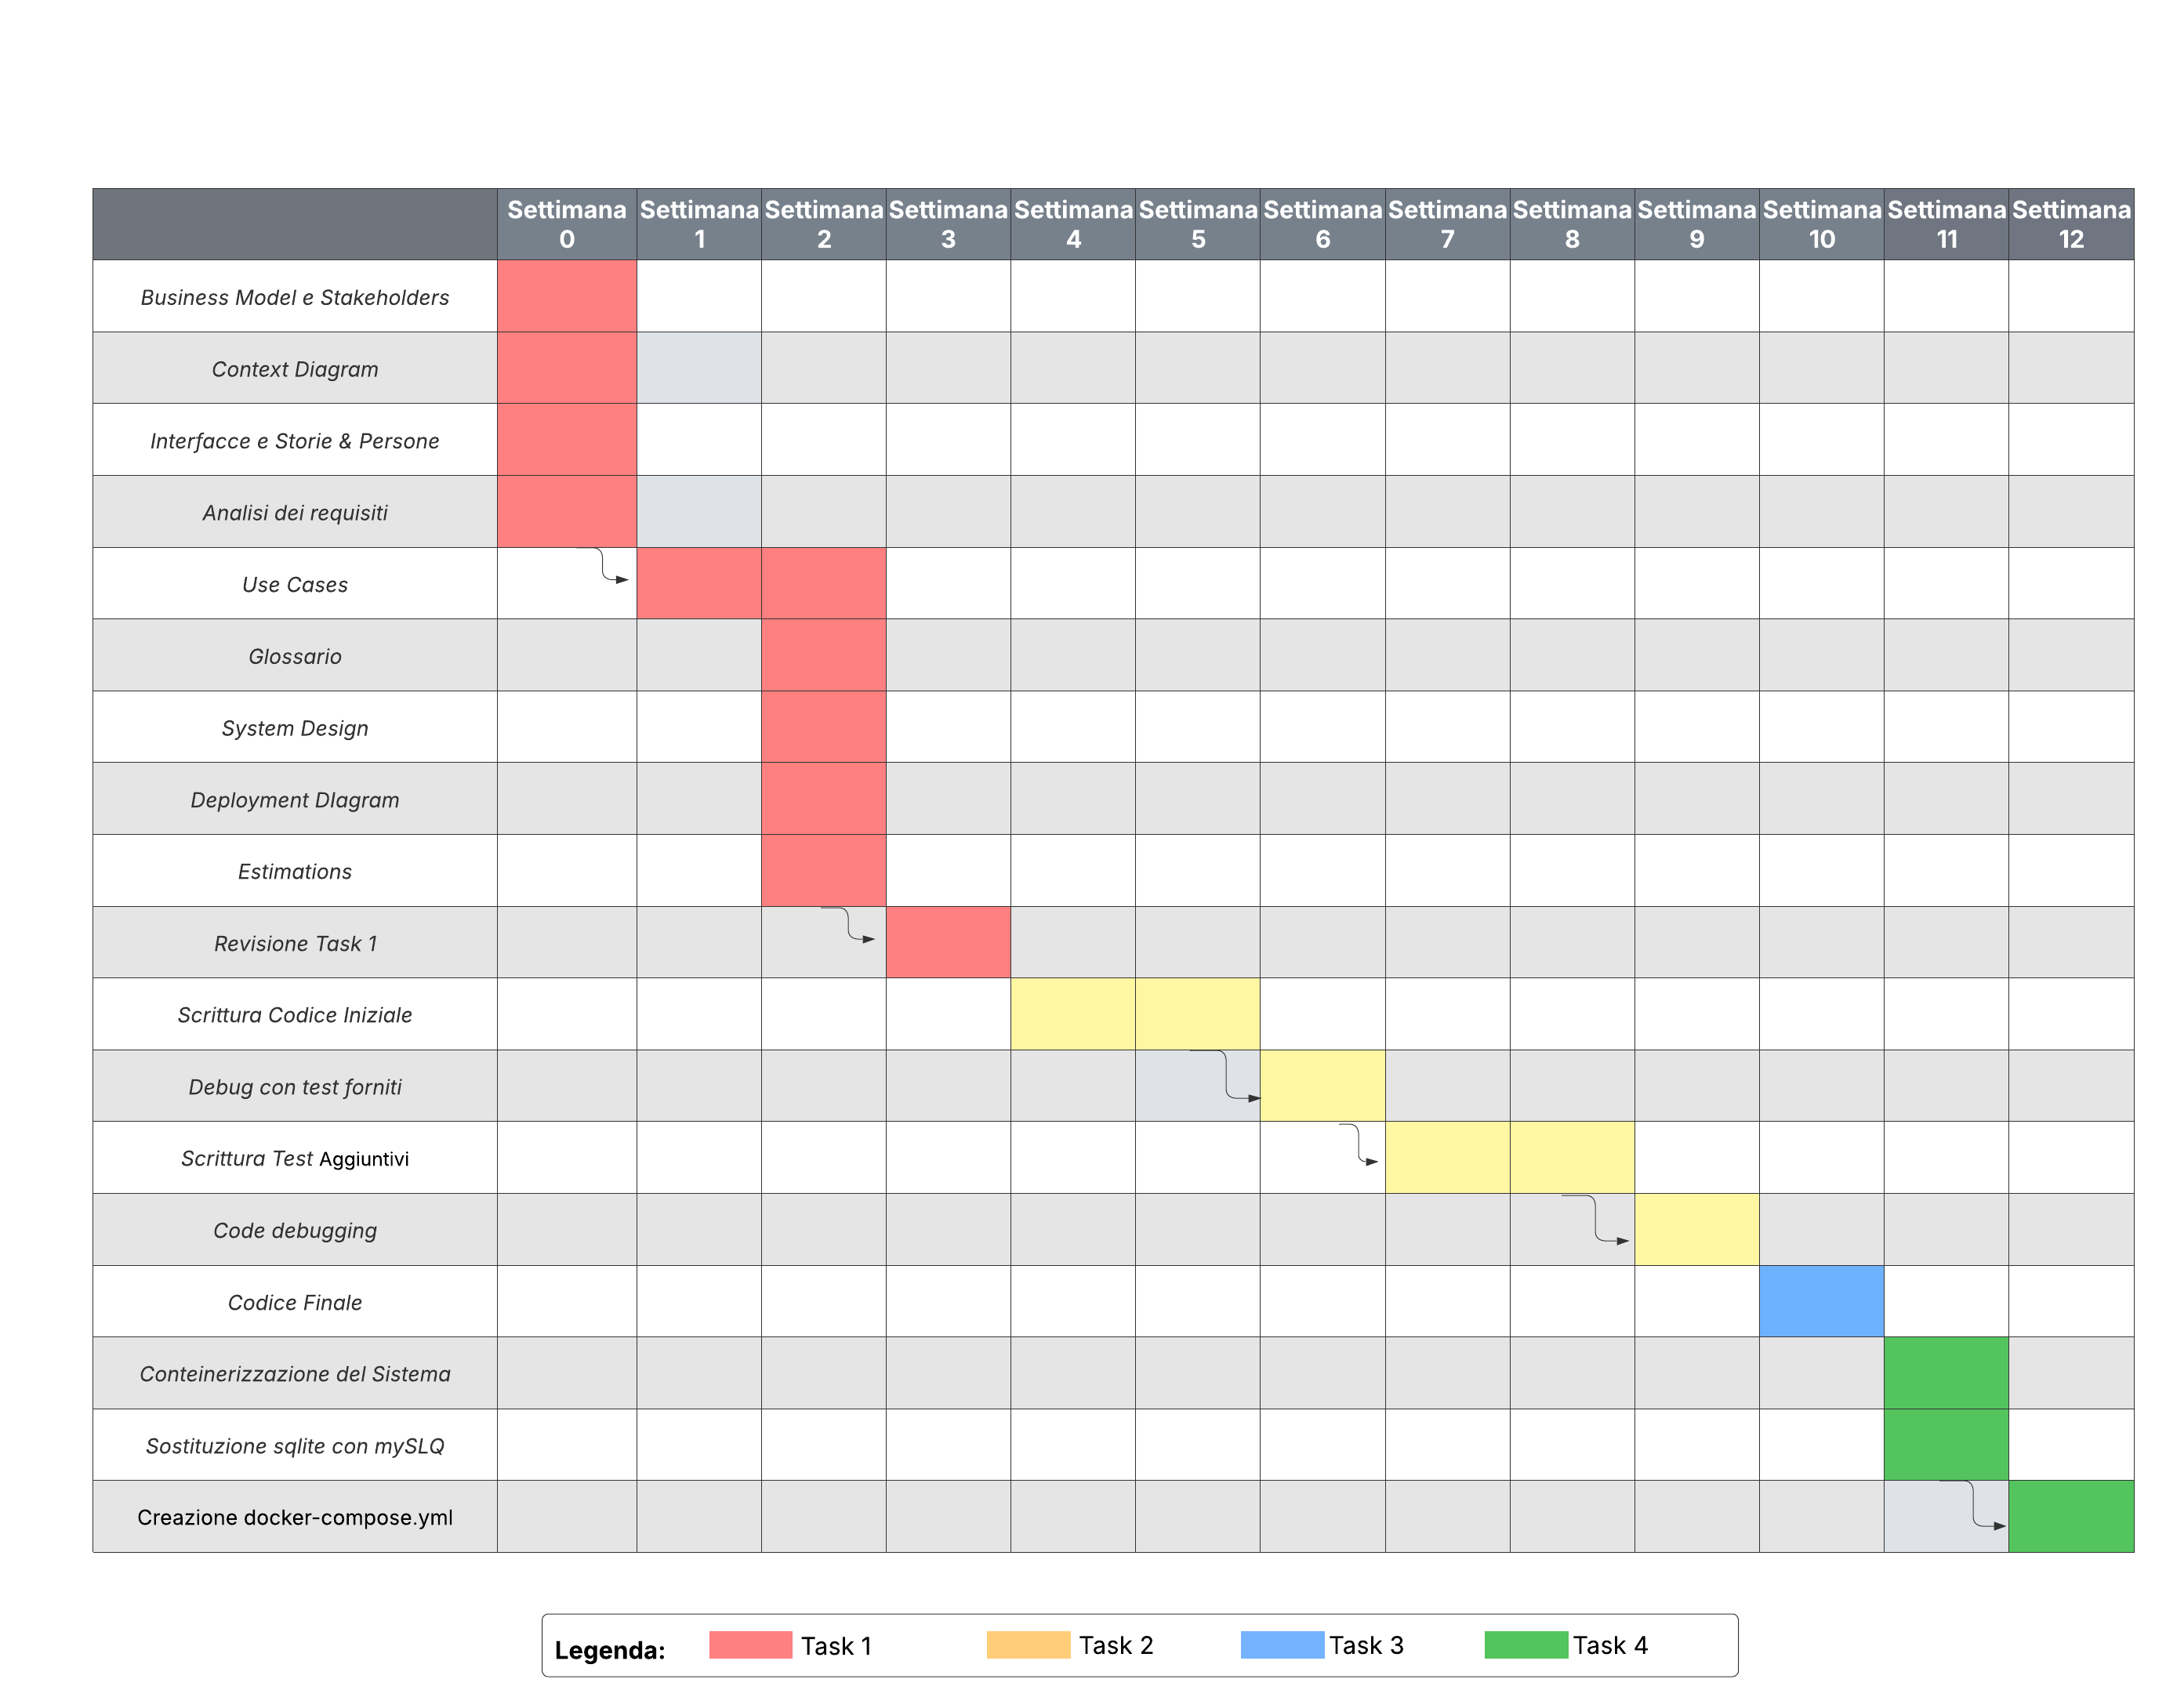 Settimana Settimana Settimana Settimana Settimana Settimana Settimana Settimana Settimana Settimana Settimana Settimana Settimana
0 1 2 3 4 5 6 7 8 9 10 11 12
Business Model e Stakeholders
Context Diagram
Interfacce e Storie & Persone
Analisi dei requisiti
Use Cases
Glossario
System Design
Deployment DIagram
Estimations
Revisione Task 1
Scrittura Codice Iniziale
Debug con test forniti
Scrittura Test Aggiuntivi
Code debugging
Codice Finale
Conteinerizzazione del Sistema
Sostituzione sqlite con mySLQ
Creazione docker-compose.yml
Legenda: Task 1 Task 2 Task 3 Task 4